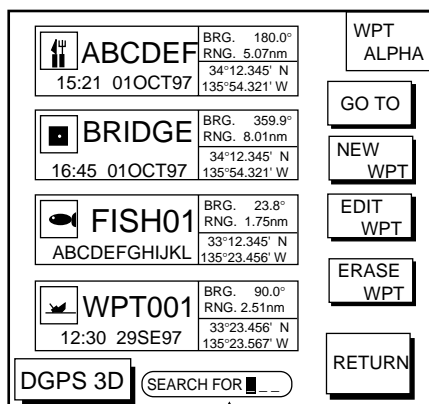 WPT
ALPHA
ABCDEF
15:21 01OCT97
BRG. 180.0°
RNG. 5.07nm
34°12.345' N
135°54.321' W
GO TO
BRIDGE
16:45 01OCT97
BRG. 359.9°
RNG. 8.01nm
34°12.345' N
135°54.321' W
NEW
WPT
FISH01
ABCDEFGHIJKL
BRG. 23.8°
RNG. 1.75nm
33°12.345' N
135°23.456' W
EDIT
WPT
WPT001
12:30 29SE97
BRG. 90.0°
RNG. 2.51nm
33°23.456' N
135°23.567' W
ERASE
WPT
RETURN
DGPS 3D
SEARCH FOR █ _ _